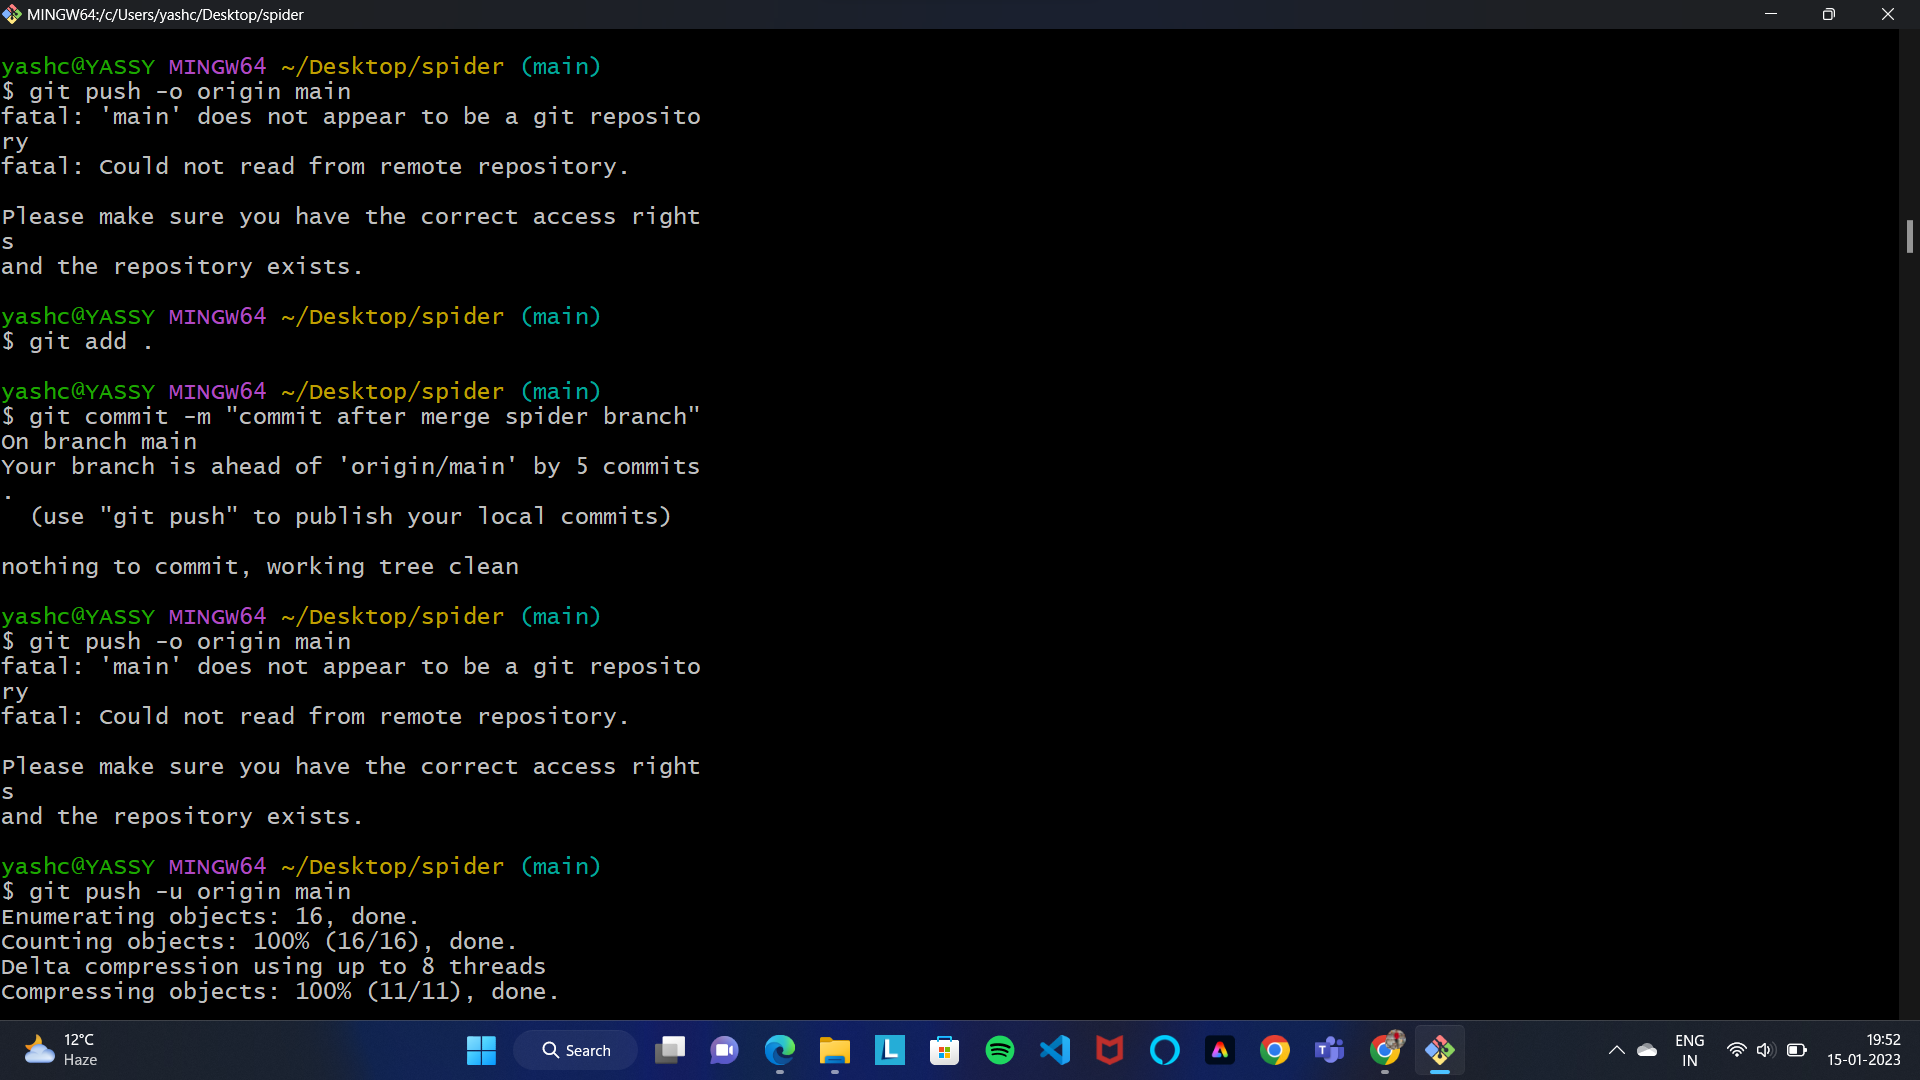 MINGW64:/c/Users/yashc/Desktop/spider
yashc@YASSY MINGW64 ~/Desktop/spider (main)
$ git push -o origin main
fatal: 'main' does not appear to be a git reposito
ry
fatal: Could not read from remote repository.
Please make sure you have the correct access right
s
and the repository exists.
yashc@YASSY MINGW64 ~/Desktop/spider (main)
$ git add .
yashc@YASSY MINGW64 ~/Desktop/spider (main)
$ git commit -m "commit after merge spider branch"
On branch main
Your branch is ahead of 'origin/main' by 5 commits
.
(use "git push" to publish your local commits)
nothing to commit, working tree clean
yashc@YASSY MINGW64 ~/Desktop/spider (main)
$ git push -o origin main
fatal: 'main' does not appear to be a git reposito
ry
fatal: Could not read from remote repository.
Please make sure you have the correct access right
s
and the repository exists.
yashc@YASSY MINGW64 ~/Desktop/spider (main)
$ git push -u origin main
Enumerating objects: 16, done.
Counting objects: 100% (16/16), done.
Delta compression using up to 8 threads
Compressing objects: 100% (11/11), done.
12°C
Haze
Search
L
T
ENG
IN
19:52
15-01-2023